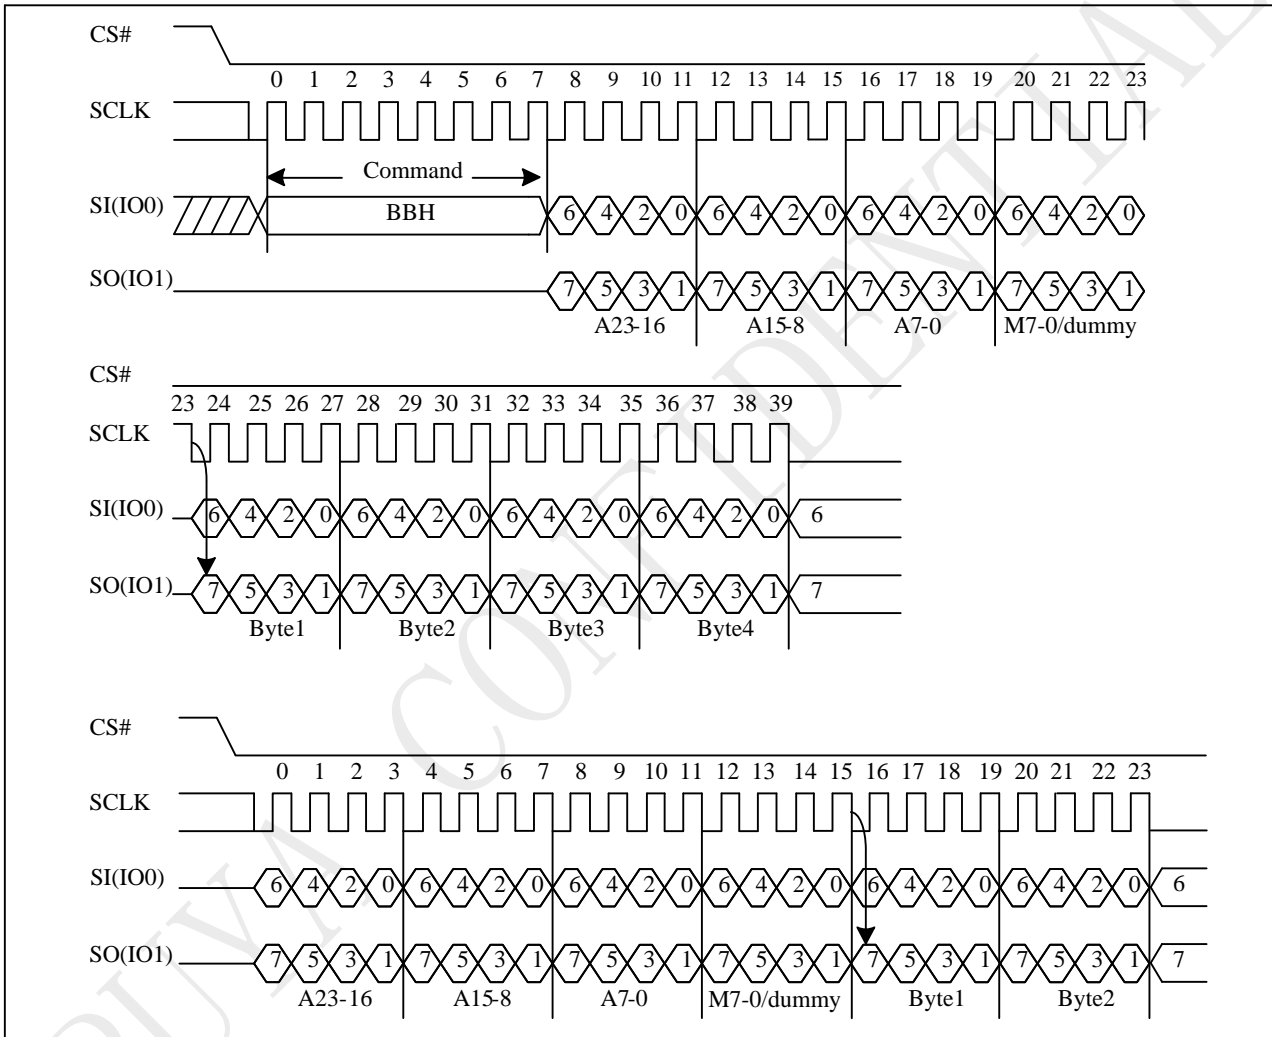 CS#
0 1 2 3 4 5 6 7 8 9 10 11 12 13 14 15 16 17 18 19 20 21 22 23
SCLK
Command
SI(IO0) BBH 6 4 2 0 6 4 2 0 6 4 2 0 6 4 2 0
SO(IO1) 7 5 3 1 7 5 3 1 7 5 3 1 7 5 3 1
A23-16 A15-8 A7-0 M7-0/dummy
CS#
23 24 25 26 27 28 29 30 31 32 33 34 35 36 37 38 39
SCLK
SI(IO0) 6 4 2 0 6 4 2 0 6 4 2 0 6 4 2 0 6
SO(IO1) 7 5 3 1 7 5 3 1 7 5 3 1 7 5 3 1 7
Byte1 Byte2 Byte3 Byte4
CS#
0 1 2 3 4 5 6 7 8 9 10 11 12 13 14 15 16 17 18 19 20 21 22 23
SCLK
SI(IO0) 6 4 2 0 6 4 2 0 6 4 2 0 6 4 2 0 6 4 2 0 6 4 2 0 6
SO(IO1) 7 5 3 1 7 5 3 1 7 5 3 1 7 5 3 1 7 5 3 1 7 5 3 1 7
A23-16 A15-8 A7-0 M7-0/dummy Byte1 Byte2
PUYA CONFIDENTIAL